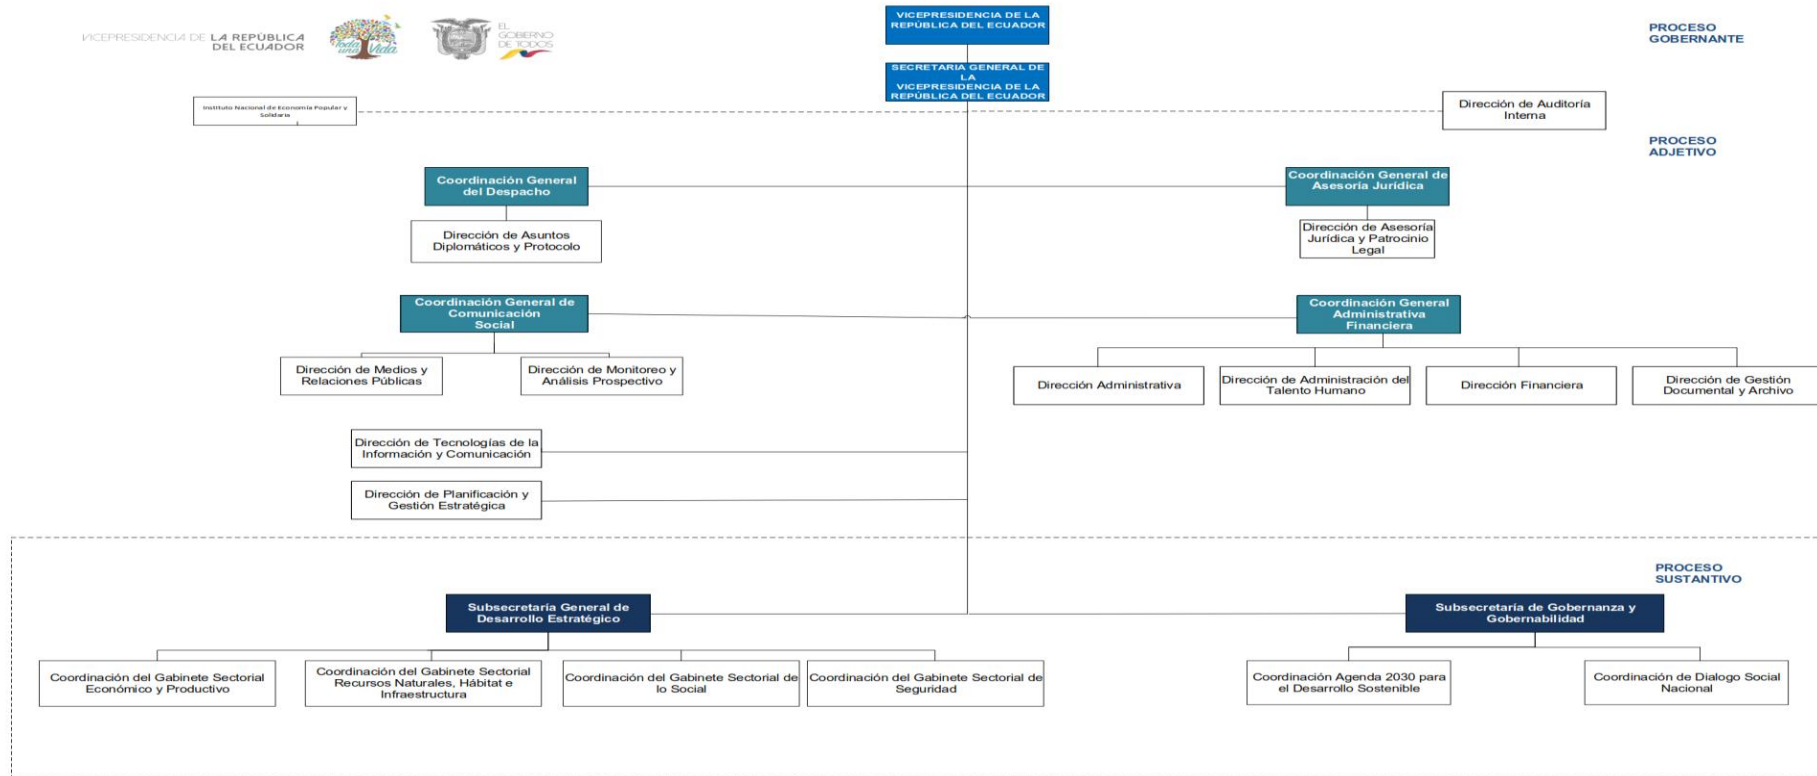 VICEPRESIDENCIA DE LA REPÚBLICA
DEL ECUADOR
Toda
una Vida
EL
GOBIERNO
DE TODOS
VICEPRESIDENCIA DE LA
REPÚBLICA DEL ECUADOR
PROCESO
GOBERNANTE
SECRETARIA GENERAL DE
LA
VICEPRESIDENCIA DE LA
REPÚBLICA DEL ECUADOR
Instituto Nacional de Economía Popular y
Solidaria
Dirección de Auditoría
Interna
PROCESO
ADJETIVO
Coordinación General
del Despacho
Coordinación General de
Asesoría Jurídica
Dirección de Asuntos
Diplomáticos y Protocolo
Dirección de Asesoría
Jurídica y Patrocinio
Legal
Coordinación General de
Comunicación
Social
Coordinación General
Administrativa
Financiera
Dirección de Medios y
Relaciones Públicas
Dirección de Monitoreo y
Análisis Prospectivo
Dirección Administrativa
Dirección de Administración del
Talento Humano
Dirección Financiera
Dirección de Gestión
Documental y Archivo
Dirección de Tecnologías de la
Información y Comunicación
Dirección de Planificación y
Gestión Estratégica
PROCESO
SUSTANTIVO
Subsecretaría General de
Desarrollo Estratégico
Subsecretaría de Gobernanza y
Gobernabilidad
Coordinación del Gabinete Sectorial
Económico y Productivo
Coordinación del Gabinete Sectorial
Recursos Naturales, Hábitat e
Infraestructura
Coordinación del Gabinete Sectorial de
lo Social
Coordinación del Gabinete Sectorial de
Seguridad
Coordinación Agenda 2030 para
el Desarrollo Sostenible
Coordinación de Dialogo Social
Nacional